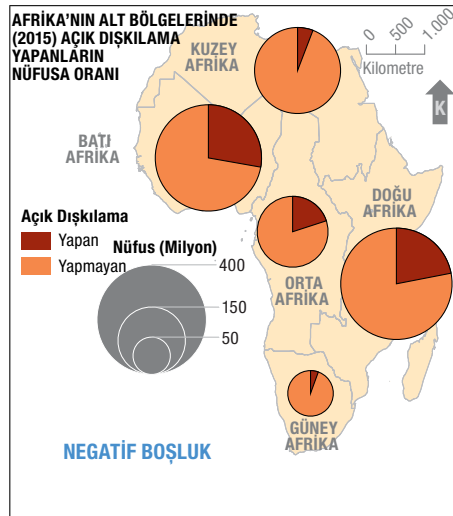 AFRİKA'NIN ALT BÖLGELERİNDE
(2015) AÇIK DIŞKILAMA
YAPANLARIN
NÜFUSA ORANI
0
500
1.000
Kilometre
K
KUZEY
AFRİKA
BATI
AFRİKA
DOĞU
AFRİKA
ORTA
AFRİKA
GÜNEY
AFRİKA
Açık Dışkılama
Yapan
Yapmayan
Nüfus (Milyon)
400
150
50
NEGATİF BOŞLUK